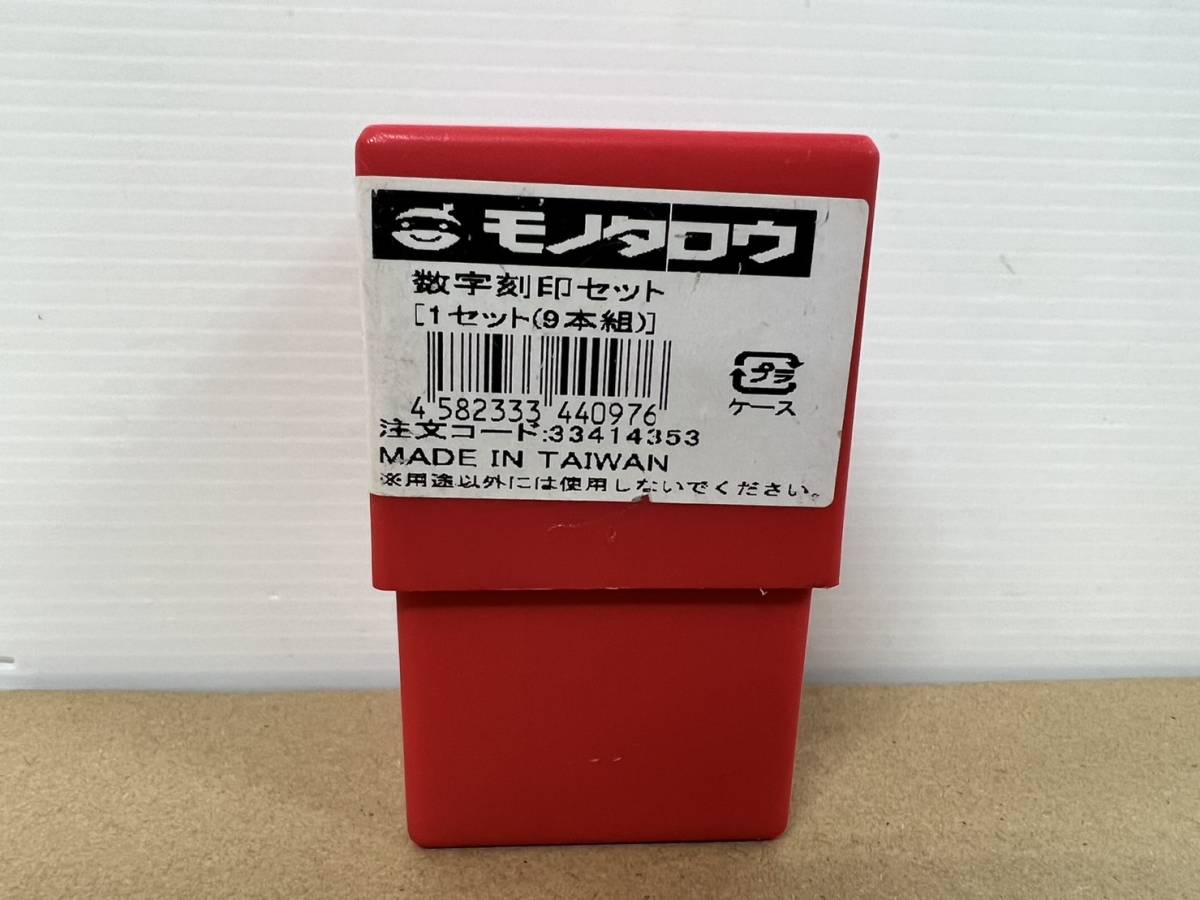 モノタロウ
数字刻印セット
[1セット(9本組)]
4 582333 440976
プラ
ケース
注文コード:33414353
MADE IN TAIWAN
※用途以外には使用しないでください。